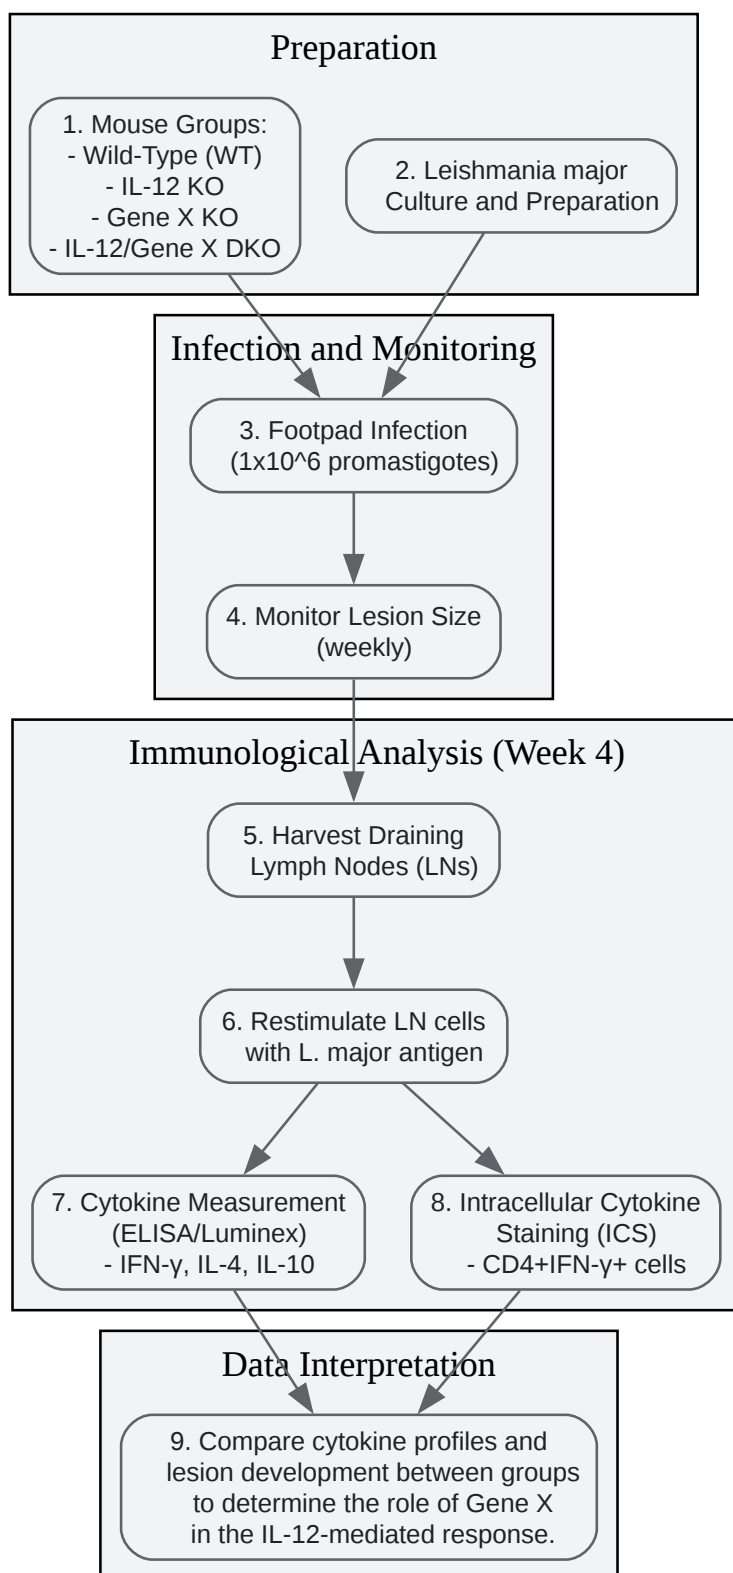 Preparation
1. Mouse Groups:
- Wild-Type (WT)
- IL-12 KO
- Gene X KO
- IL-12/Gene X DKO
2. Leishmania major
Culture and Preparation
Infection and Monitoring
3. Footpad Infection
(1x10^6 promastigotes)
4. Monitor Lesion Size
(weekly)
Immunological Analysis (Week 4)
5. Harvest Draining
Lymph Nodes (LNs)
6. Restimulate LN cells
with L. major antigen
7. Cytokine Measurement
(ELISA/Luminex)
- IFN-γ, IL-4, IL-10
8. Intracellular Cytokine
Staining (ICS)
- CD4+IFN-γ+ cells
Data Interpretation
9. Compare cytokine profiles and
lesion development between groups
to determine the role of Gene X
in the IL-12-mediated response.